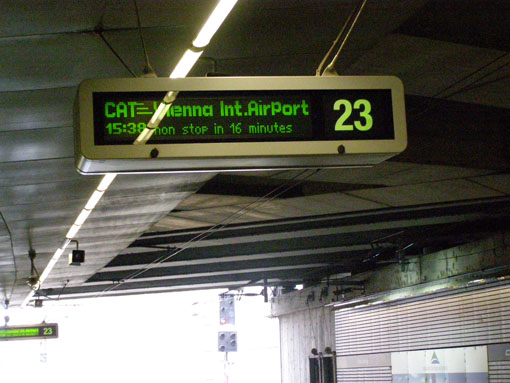 CAT Vienna Int.Airport 23
15:38 non stop in 16 minutes
23